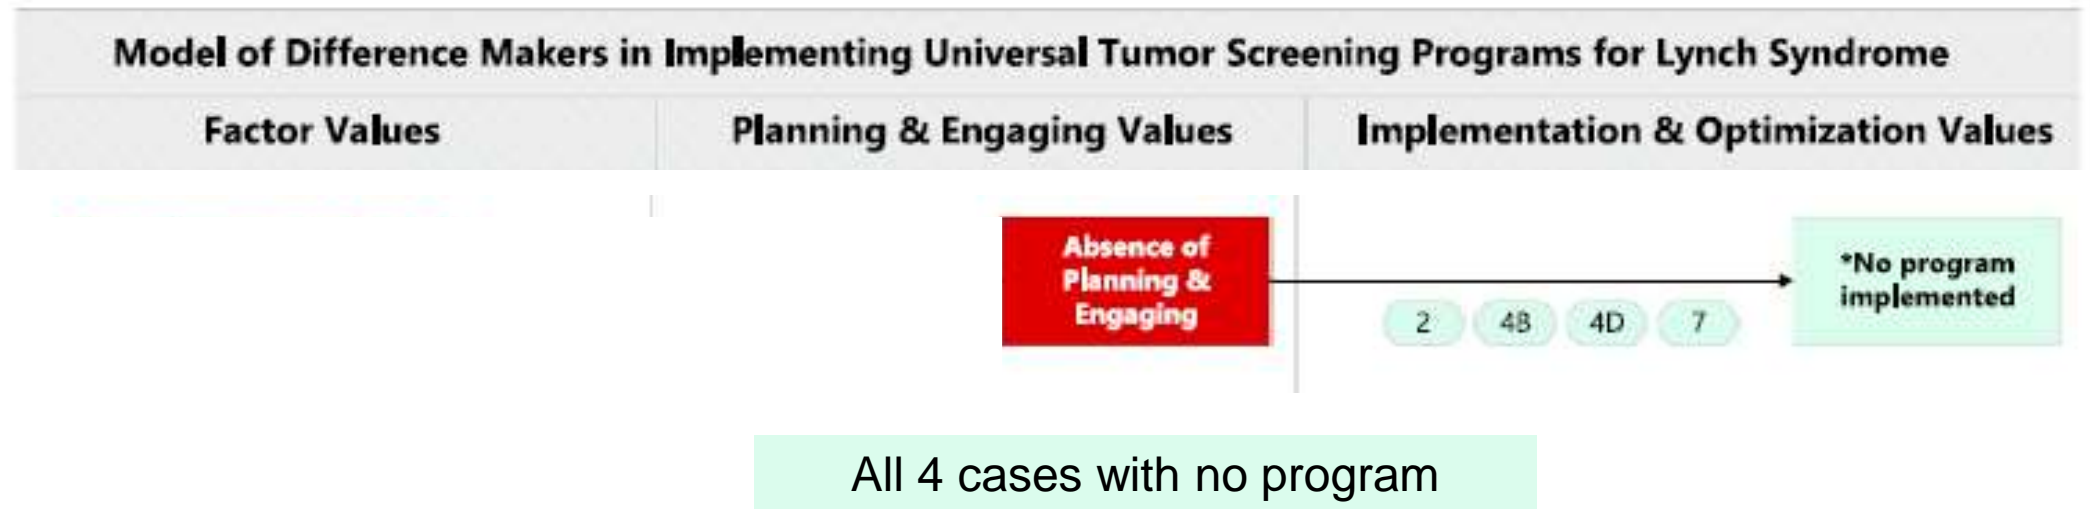 Model of Difference Makers in Implementing Universal Tumor Screening Programs for Lynch Syndrome
Factor Values
Planning & Engaging Values
Implementation & Optimization Values
Absence of
Planning &
Engaging
2
4B
4D
7
*No program
implemented
All 4 cases with no program